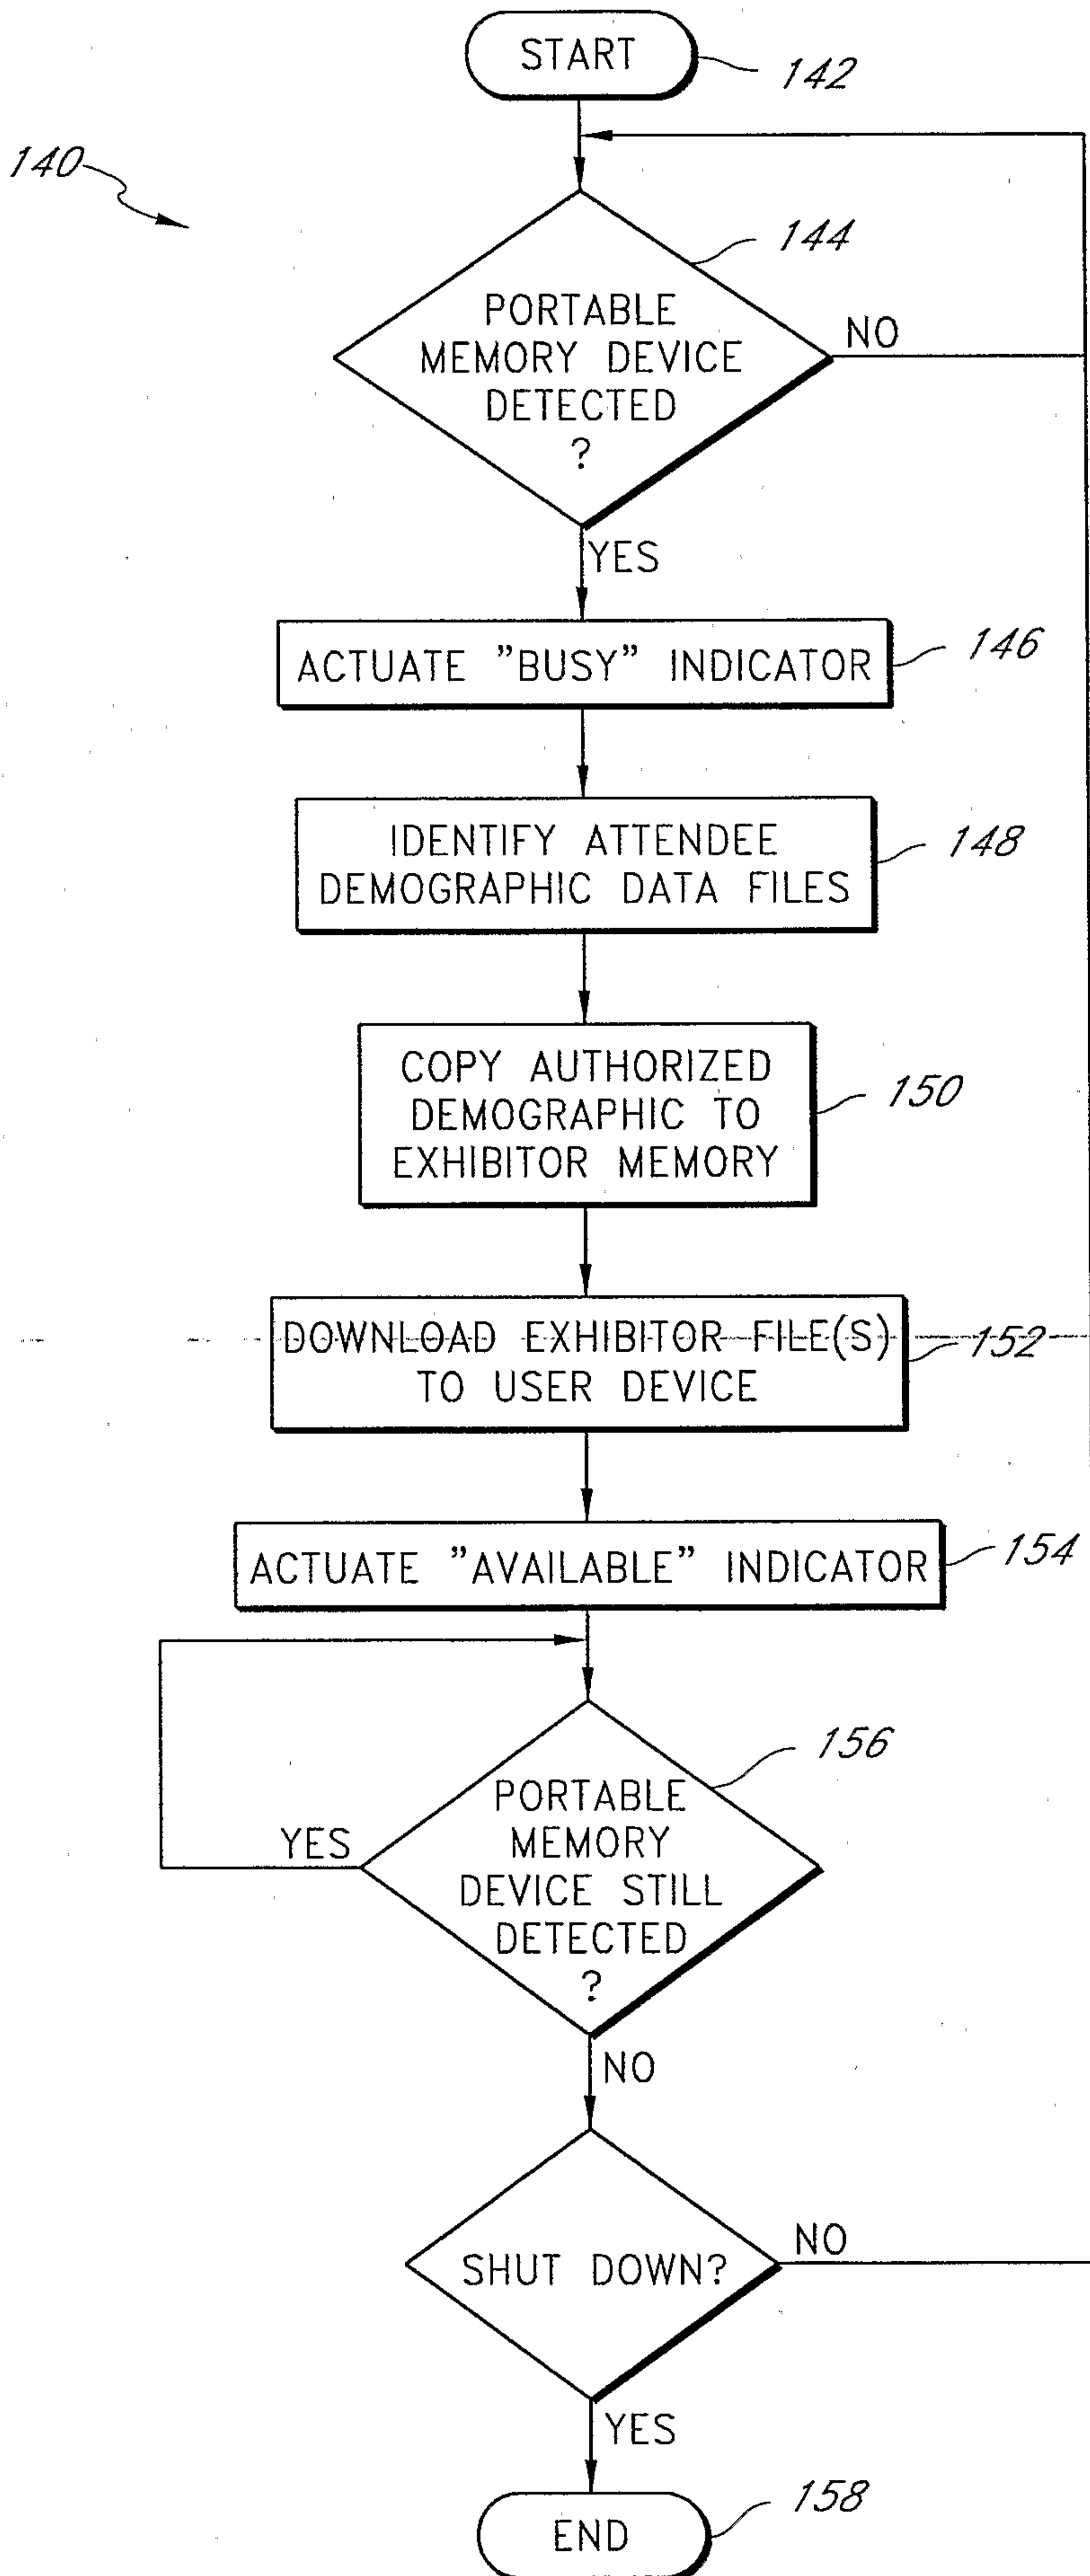 START
142
140
144
PORTABLE
MEMORY DEVICE
DETECTED
?
NO
YES
ACTUATE "BUSY" INDICATOR
146
IDENTIFY ATTENDEE
DEMOGRAPHIC DATA FILES
148
COPY AUTHORIZED
DEMOGRAPHIC TO
EXHIBITOR MEMORY
150
DOWNLOAD EXHIBITOR FILE(S)
TO USER DEVICE
152
ACTUATE "AVAILABLE" INDICATOR
154
156
PORTABLE
MEMORY
DEVICE STILL
DETECTED
?
YES
NO
SHUT DOWN?
NO
YES
END
158